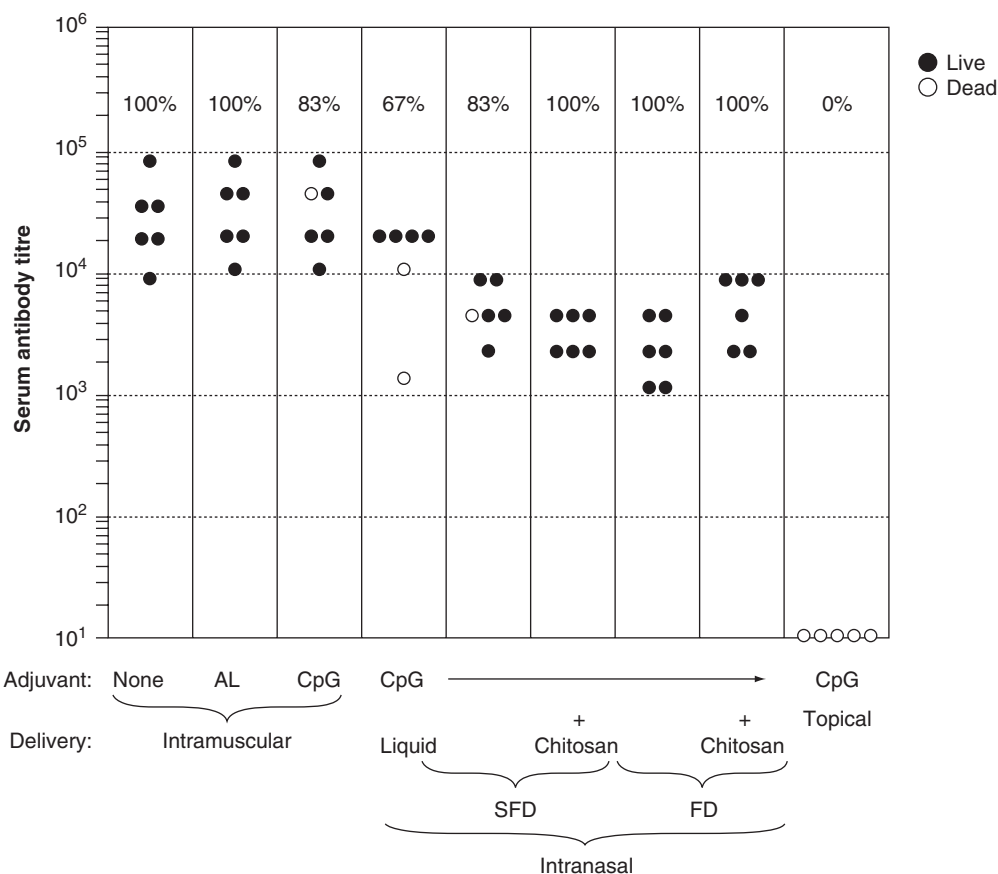 10⁶
10⁵
10⁴
10³
10²
10¹
Serum antibody titre
100% 100% 83% 67% 83% 100% 100% 100% 0%
Live
Dead
Adjuvant: None AL CpG CpG CpG
Topical
Delivery: Intramuscular Liquid + Chitosan + Chitosan
SFD FD
Intranasal